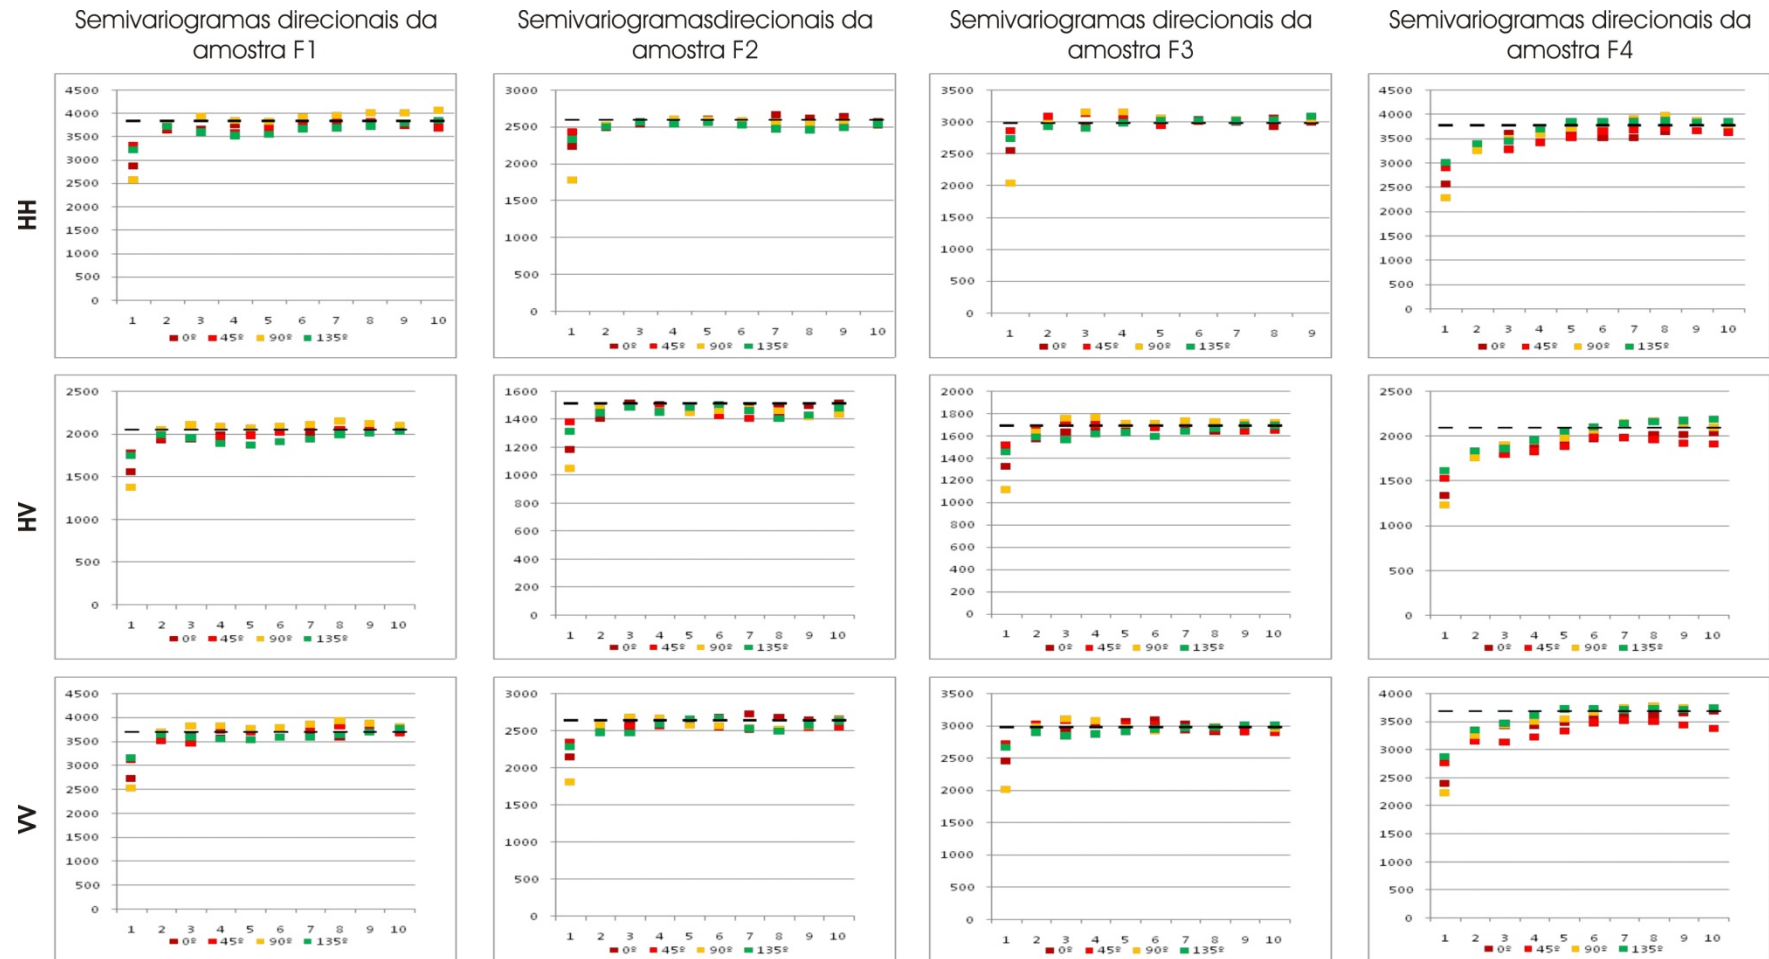 Semivariogramas direcionais da
amostra F1
Semivariogramasdirecionais da
amostra F2
Semivariogramas direcionais da
amostra F3
Semivariogramas direcionais da
amostra F4
HH
4500
4000
3500
3000
2500
2000
1500
1000
500
0
1 2 3 4 5 6 7 8 9 10
0º 45º 90º 135º
3000
2500
2000
1500
1000
500
0
1 2 3 4 5 6 7 8 9 10
0º 45º 90º 135º
3500
3000
2500
2000
1500
1000
500
0
1 2 3 4 5 6 7 8 9
0º 45º 90º 135º
4500
4000
3500
3000
2500
2000
1500
1000
500
0
1 2 3 4 5 6 7 8 9 10
0º 45º 90º 135º
HV
2500
2000
1500
1000
500
0
1 2 3 4 5 6 7 8 9 10
0º 45º 90º 135º
1600
1400
1200
1000
800
600
400
200
0
1 2 3 4 5 6 7 8 9 10
0º 45º 90º 135º
2000
1800
1600
1400
1200
1000
800
600
400
200
0
1 2 3 4 5 6 7 8 9 10
0º 45º 90º 135º
2500
2000
1500
1000
500
0
1 2 3 4 5 6 7 8 9 10
0º 45º 90º 135º
VV
4500
4000
3500
3000
2500
2000
1500
1000
500
0
1 2 3 4 5 6 7 8 9 10
0º 45º 90º 135º
3000
2500
2000
1500
1000
500
0
1 2 3 4 5 6 7 8 9 10
0º 45º 90º 135º
3500
3000
2500
2000
1500
1000
500
0
1 2 3 4 5 6 7 8 9 10
0º 45º 90º 135º
4000
3500
3000
2500
2000
1500
1000
500
0
1 2 3 4 5 6 7 8 9 10
0º 45º 90º 135º